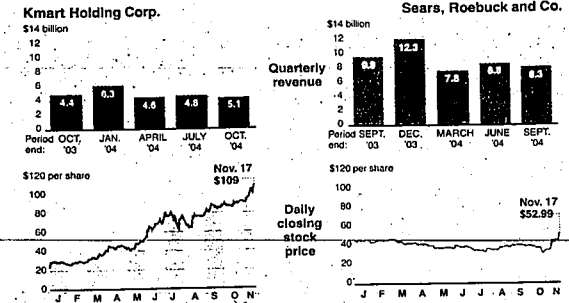 Kmart Holding Corp.
$14 billion
12
10
8
6
4
2
0
4.4
6.3
4.6
4.8
5.1
Period end:
OCT. '03
JAN. '04
APRIL '04
JULY '04
OCT. '04
Sears, Roebuck and Co.
$14 billion
12
10
8
6
4
2
0
12.3
7.8
8.3
Period end:
SEPT. '03
DEC. '03
MARCH '04
JUNE '04
SEPT. '04
Quarterly
revenue
$120 per share
100
80
60
40
20
0
Nov. 17
$109
J F M A M J J A S O N
Daily
closing
stock
price
$120 per share
100
80
60
40
20
0
Nov. 17
$52.99
J F M A M J J A S O N